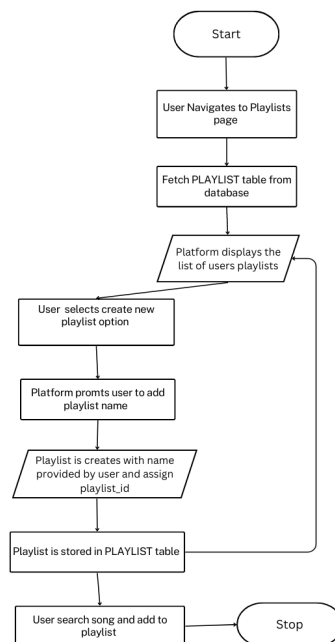 Start
User Navigates to Playlists
page
Fetch PLAYLIST table from
database
Platform displays the
list of users playlists
User selects create new
playlist option
Platform promts user to add
playlist name
Playlist is creates with name
provided by user and assign
playlist_id
Playlist is stored in PLAYLIST table
User search song and add to
playlist
Stop